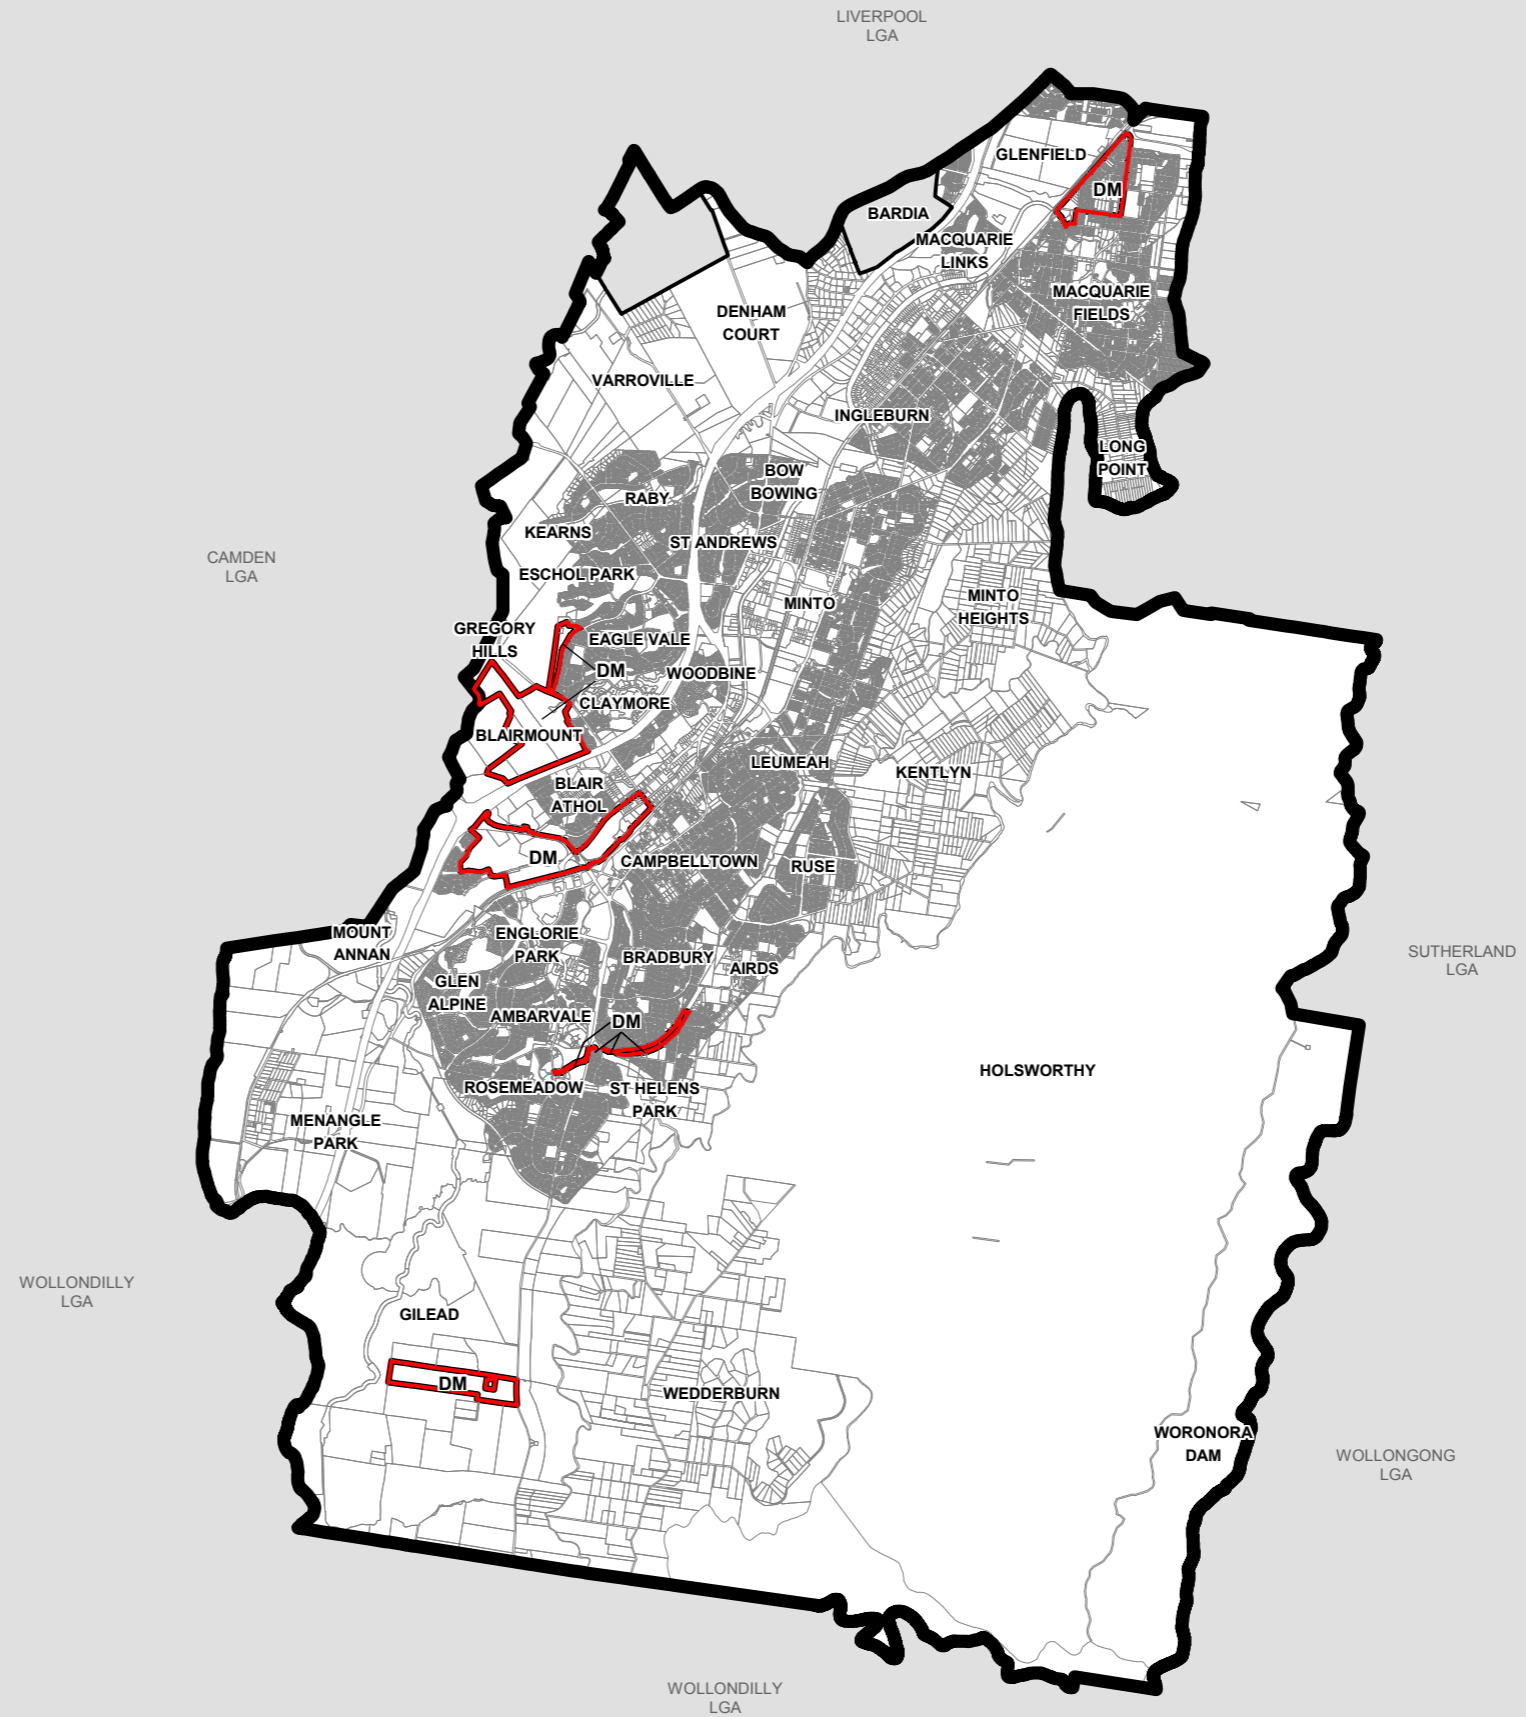 LIVERPOOL
LGA
GLENFIELD
DM
BARDIA
MACQUARIE
LINKS
MACQUARIE
FIELDS
DENHAM
COURT
VARROVILLE
INGLEBURN
LONG
POINT
BOW
BOWING
RABY
KEARNS
ST ANDREWS
CAMDEN
LGA
ESCHOL PARK
MINTO
MINTO
HEIGHTS
GREGORY
HILLS
EAGLE VALE
DM
WOODBINE
CLAYMORE
BLAIRMOUNT
LEUMEAH
KENTLYN
BLAIR
ATHOL
DM
CAMPBELLTOWN
RUSE
MOUNT
ANNAN
ENGLORIE
PARK
BRADBURY
AIRDS
SUTHERLAND
LGA
GLEN
ALPINE
AMBARVALE
DM
HOLSWORTHY
ROSEMEADOW
ST HELENS
PARK
MENANGLE
PARK
WOLLONDILLY
LGA
GILEAD
DM
WEDDERBURN
WORONORA
DAM
WOLLONGONG
LGA
WOLLONDILLY
LGA